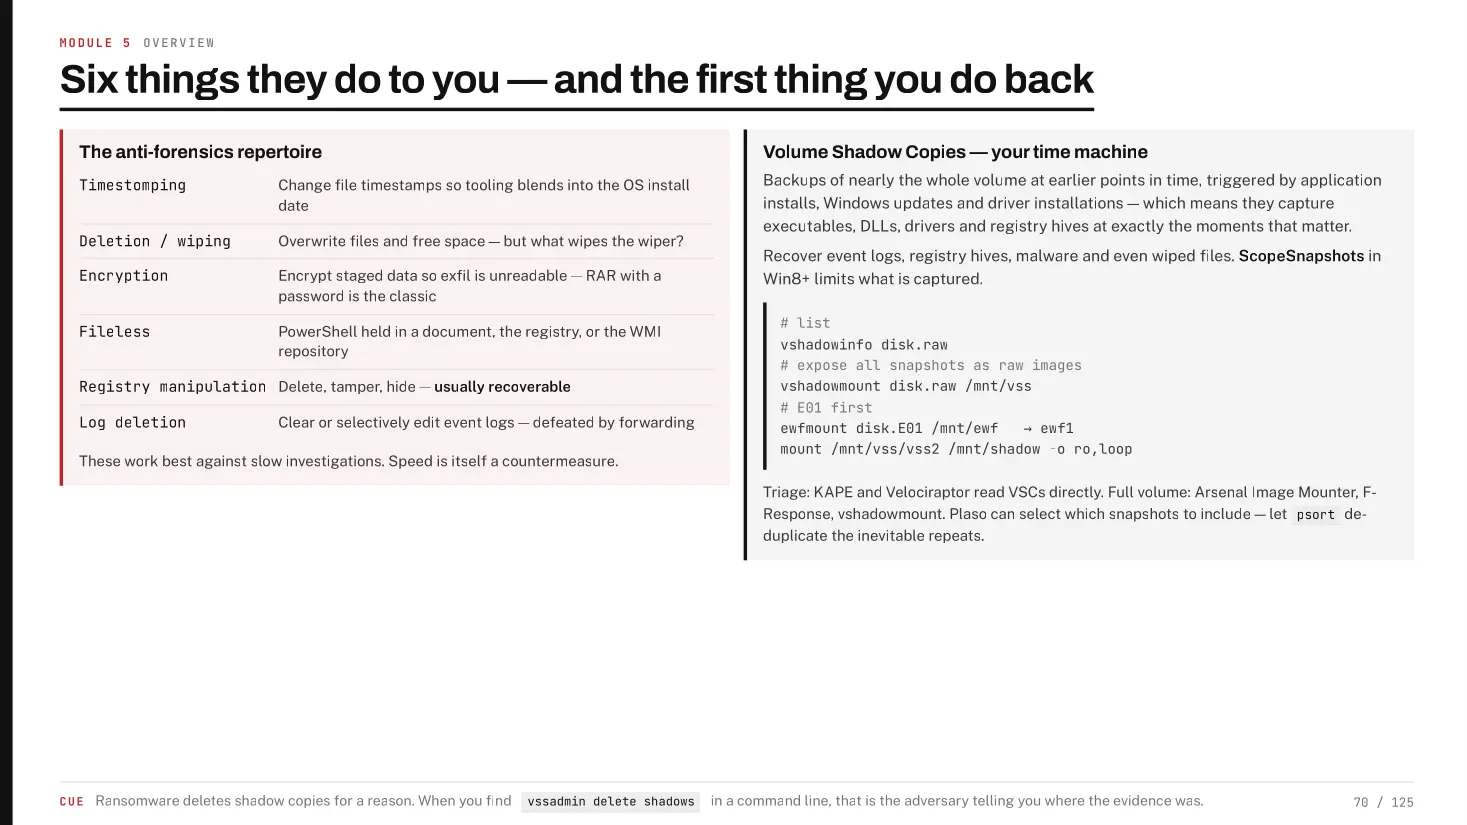 MODULE 5 OVERVIEW
Six things they do to you — and the first thing you do back
The anti-forensics repertoire
Timestomping Change file timestamps so tooling blends into the OS install
date
Deletion / wiping Overwrite files and free space — but what wipes the wiper?
Encryption Encrypt staged data so exfil is unreadable — RAR with a
password is the classic
Fileless PowerShell held in a document, the registry, or the WMI
repository
Registry manipulation Delete, tamper, hide — usually recoverable
Log deletion Clear or selectively edit event logs — defeated by forwarding
These work best against slow investigations. Speed is itself a countermeasure.
Volume Shadow Copies — your time machine
Backups of nearly the whole volume at earlier points in time, triggered by application
installs, Windows updates and driver installations — which means they capture
executables, DLLs, drivers and registry hives at exactly the moments that matter.
Recover event logs, registry hives, malware and even wiped files. ScopeSnapshots in
Win8+ limits what is captured.
# list
vshadowinfo disk.raw
# expose all snapshots as raw images
vshadowmount disk.raw /mnt/vss
# E01 first
ewfmount disk.E01 /mnt/ewf → ewf1
mount /mnt/vss/vss2 /mnt/shadow -o ro,loop
Triage: KAPE and Velociraptor read VSCs directly. Full volume: Arsenal Image Mounter, F-
Response, vshadowmount. Plaso can select which snapshots to include — let psort de-
duplicate the inevitable repeats.
CUE Ransomware deletes shadow copies for a reason. When you find vssadmin delete shadows in a command line, that is the adversary telling you where the evidence was.
70 / 125